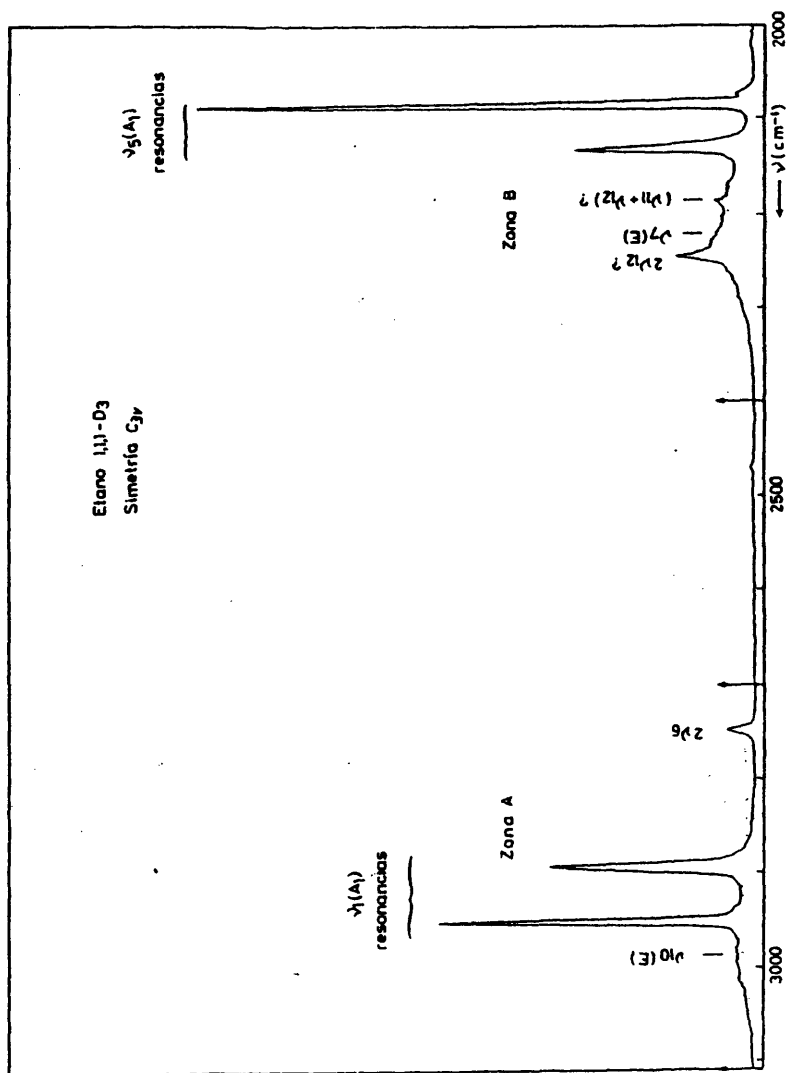 Etano 1,1,1-D3
Simetría C3v
ν1(A1)
resonancias
Zona A
ν10(E)
2ν6
ν5(A1)
resonancias
Zona B
2ν12 ?
ν7(E)
(ν11+ν12) ?
3000
2500
2000
ν(cm⁻¹)